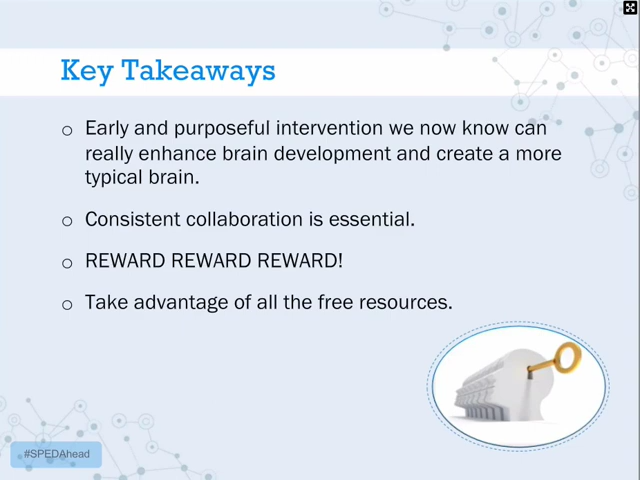 Key Takeaways
o Early and purposeful intervention we now know can
really enhance brain development and create a more
typical brain.
o Consistent collaboration is essential.
o REWARD REWARD REWARD!
o Take advantage of all the free resources.
#SPEDAhead